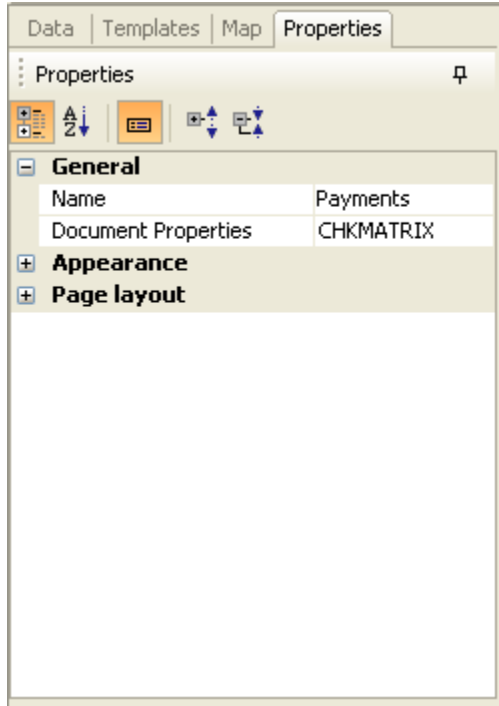 Data Templates Map Properties
Properties
A
Z
General
Name Payments
Document Properties CHKMATRIX
Appearance
Page layout